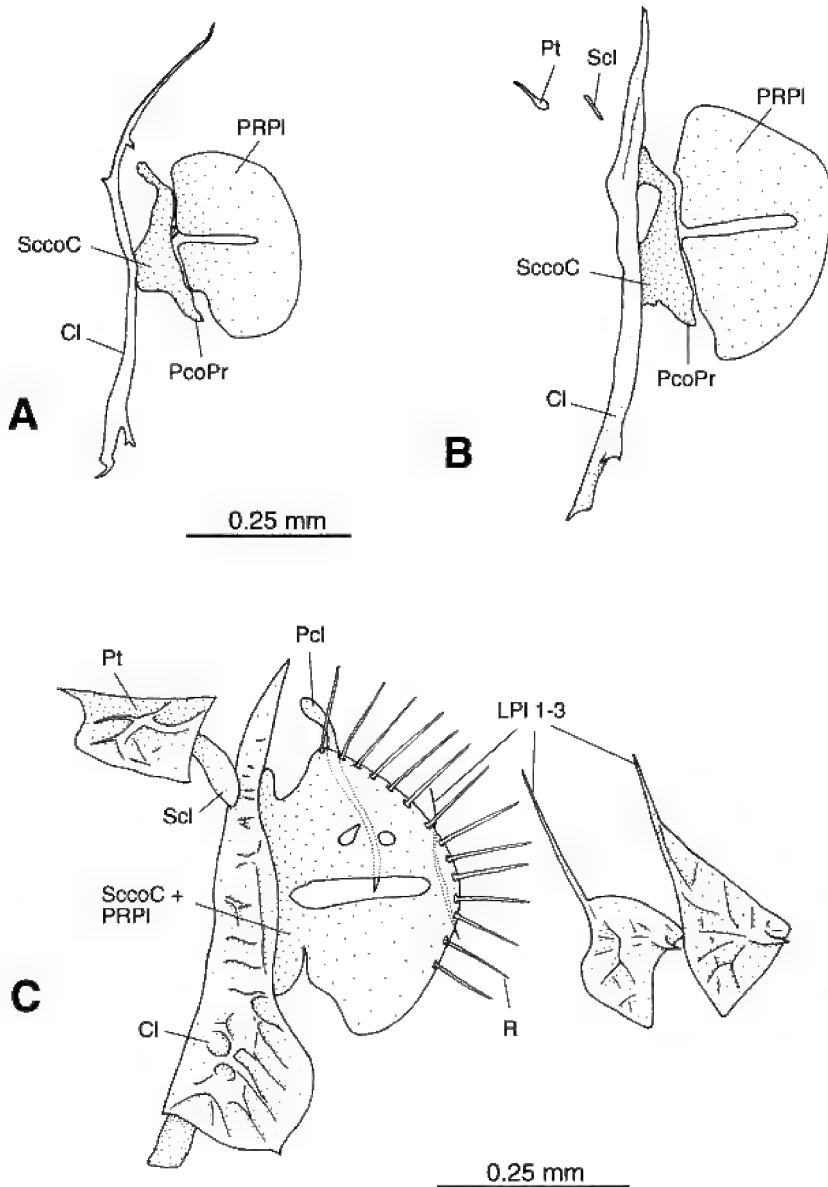 PRPl
SccoC
Cl
PcoPr
A
Pt
Scl
PRPl
SccoC
PcoPr
Cl
B
0.25 mm
Pcl
Pt
LPl 1-3
Scl
SccoC +
PRPl
C
Cl
R
0.25 mm